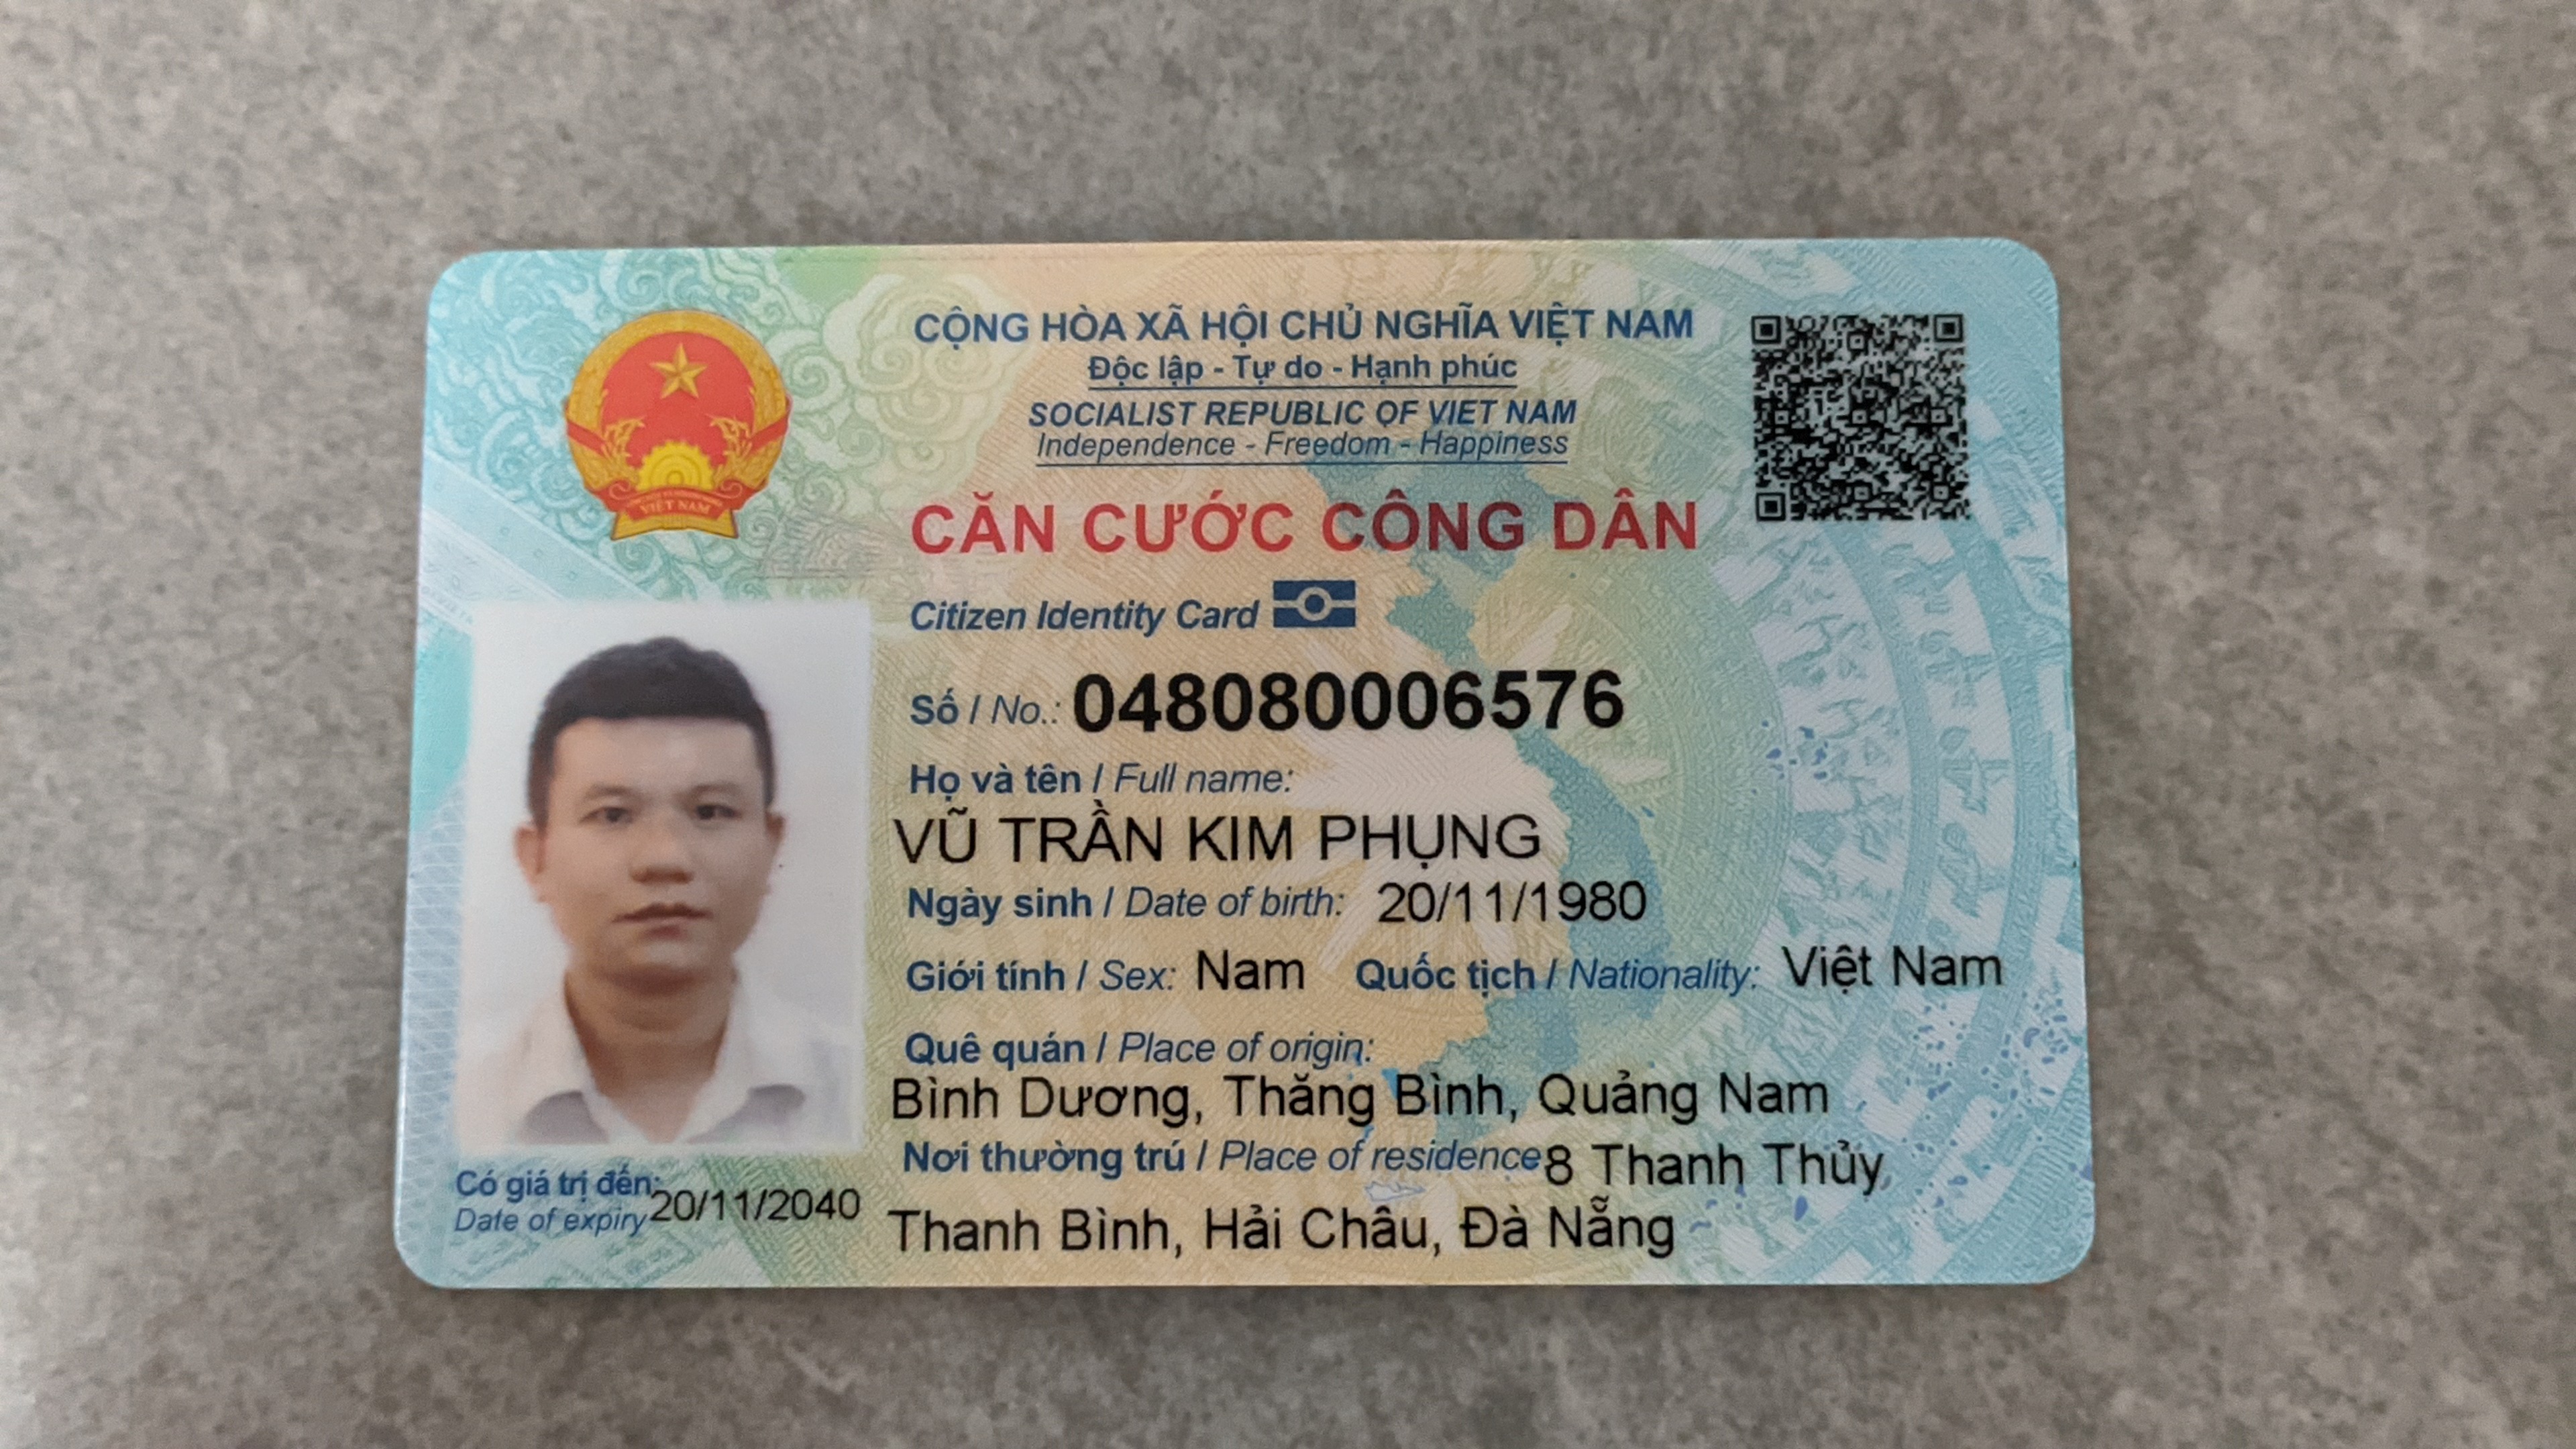 CỘNG HÒA XÃ HỘI CHỦ NGHĨA VIỆT NAM
Độc lập - Tự do - Hạnh phúc
SOCIALIST REPUBLIC OF VIET NAM
Independence - Freedom - Happiness
CĂN CƯỚC CÔNG DÂN
Citizen Identity Card
Số / No.: 048080006576
Họ và tên / Full name:
VŨ TRẦN KIM PHỤNG
Ngày sinh / Date of birth: 20/11/1980
Giới tính / Sex: Nam Quốc tịch / Nationality: Việt Nam
Quê quán / Place of origin:
Bình Dương, Thăng Bình, Quảng Nam
Nơi thường trú / Place of residence8 Thanh Thủy,
Thanh Bình, Hải Châu, Đà Nẵng
Có giá trị đến:
Date of expiry 20/11/2040
VIỆT NAM